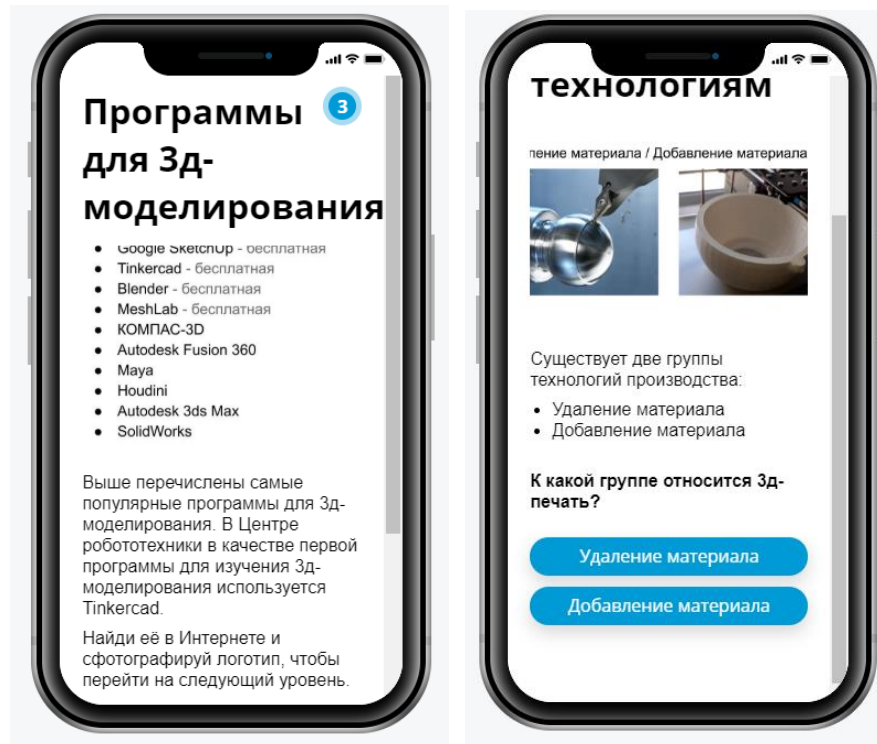 Программы
3
для 3д-
моделирования
Google SketchUp - бесплатная
Tinkercad - бесплатная
Blender - бесплатная
MeshLab - бесплатная
КОМПАС-3D
Autodesk Fusion 360
Maya
Houdini
Autodesk 3ds Max
SolidWorks
Выше перечислены самые
популярные программы для 3д-
моделирования. В Центре
робототехники в качестве первой
программы для изучения 3д-
моделирования используется
Tinkercad.
Найди её в Интернете и
сфотографируй логотип, чтобы
перейти на следующий уровень.
технологиям
ление материала / Добавление материала
Существует две группы
технологий производства:
Удаление материала
Добавление материала
К какой группе относится 3д-
печать?
Удаление материала
Добавление материала